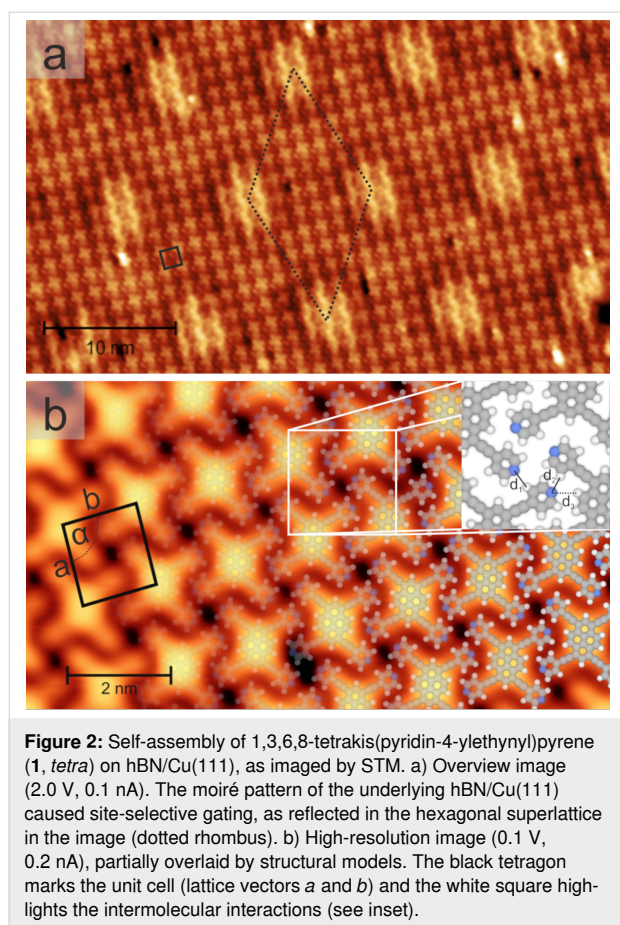 a
10 nm
b
b
α
a
2 nm
d1
d2
d3
Figure 2: Self-assembly of 1,3,6,8-tetrakis(pyridin-4-ylethynyl)pyrene
(1, tetra) on hBN/Cu(111), as imaged by STM. a) Overview image
(2.0 V, 0.1 nA). The moiré pattern of the underlying hBN/Cu(111)
caused site-selective gating, as reflected in the hexagonal superlattice
in the image (dotted rhombus). b) High-resolution image (0.1 V,
0.2 nA), partially overlaid by structural models. The black tetragon
marks the unit cell (lattice vectors a and b) and the white square high-
lights the intermolecular interactions (see inset).